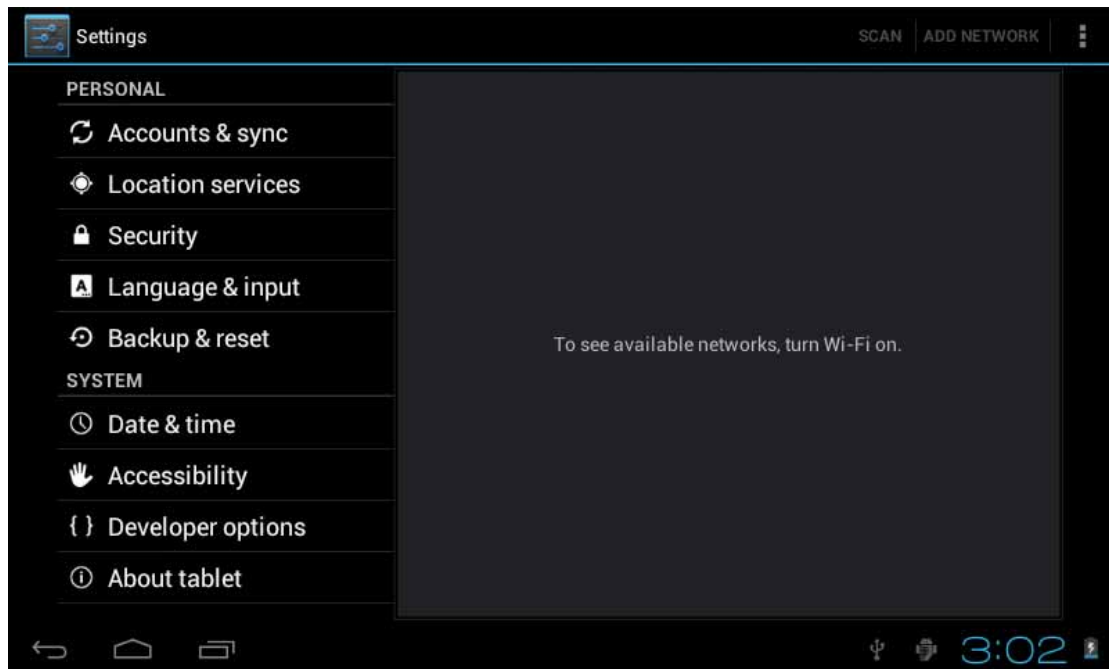 Settings
SCAN
ADD NETWORK
PERSONAL
Accounts & sync
Location services
Security
Language & input
Backup & reset
SYSTEM
Date & time
Accessibility
{ } Developer options
About tablet
To see available networks, turn Wi-Fi on.
3:02